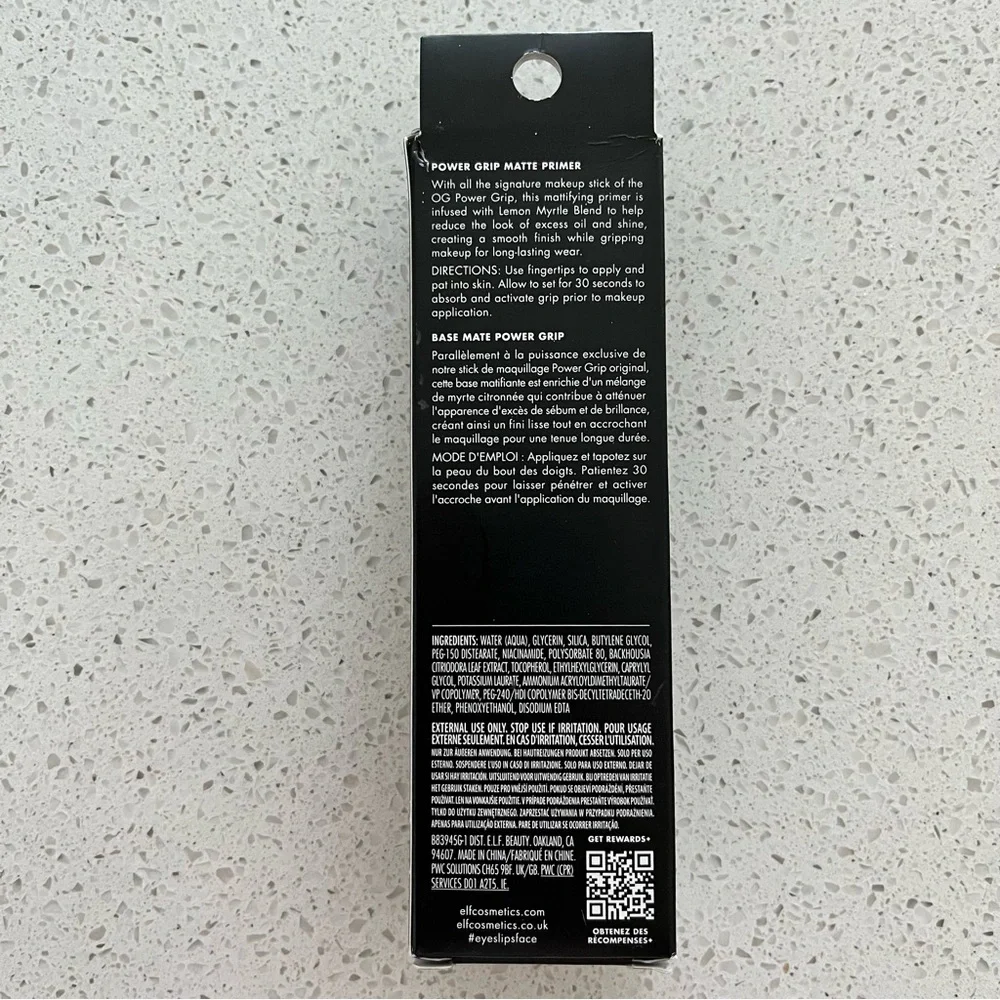 POWER GRIP MATTE PRIMER
With all the signature makeup stick of the
OG Power Grip, this mattifying primer is
infused with Lemon Myrtle Blend to help
reduce the look of excess oil and shine,
creating a smooth finish while gripping
makeup for long-lasting wear.
DIRECTIONS: Use fingertips to apply and
pat into skin. Allow to set for 30 seconds to
absorb and activate grip prior to makeup
application.
BASE MATE POWER GRIP
Parallèlement à la puissance exclusive de
notre stick de maquillage Power Grip original,
cette base matifiante est enrichie d'un mélange
de myrte citronnée qui contribue à atténuer
l'apparence d'excès de sébum et de brillance,
créant ainsi un fini lisse tout en accrochant
le maquillage pour une tenue longue durée.
MODE D'EMPLOI : Appliquez et tapotez sur
la peau du bout des doigts. Patientez 30
secondes pour laisser pénétrer et activer
l'accroche avant l'application du maquillage.
INGREDIENTS: WATER (AQUA), GLYCERIN, SILICA, BUTYLENE GLYCOL,
PEG-150 DISTEARATE, NIACINAMIDE, POLYSORBATE 80, BACKHOUSIA
CITRIODORA LEAF EXTRACT, TOCOPHEROL, ETHYLHEXYLGLYCERIN, CAPRYLYL
GLYCOL, POTASSIUM LAURATE, AMMONIUM ACRYLOYLDIMETHYLTAURATE/
VP COPOLYMER, PEG-240/HDI COPOLYMER BIS-DECYLTETRADECETH-20
ETHER, PHENOXYETHANOL, DISODIUM EDTA
EXTERNAL USE ONLY. STOP USE IF IRRITATION. POUR USAGE
EXTERNE SEULEMENT. EN CAS D'IRRITATION, CESSER L'UTILISATION.
NUR ZUR ÄUßEREN ANWENDUNG. BEI HAUTREIZUNGEN PRODUKT ABSETZEN. SOLO PER USO
ESTERNO. SOSPENDERE L'USO IN CASO DI IRRITAZIONE. SOLO PARA USO EXTERNO. DEJAR DE
USAR SI HAY IRRITACIÓN. UITSLUITEND VOOR UITWENDIG GEBRUIK. BIJ OPTREDEN VAN IRRITATIE
HET GEBRUIK STAKEN. POUZE PRO VNĚJŠÍ POUŽITÍ. POKUD SE OBJEVÍ PODRÁŽDĚNÍ, PŘESTAŇTE
POUŽÍVAT. LEN NA VONKAJŠIE POUŽITIE. V PRÍPADE PODRÁŽDENIA PRESTAŇTE VÝROBOK POUŽÍVAŤ.
TYLKO DO UŻYTKU ZEWNĘTRZNEGO. ZAPRZESTAĆ UŻYWANIA W PRZYPADKU PODRAŻNIENIA.
APENAS PARA UTILIZAÇÃO EXTERNA. PARE DE UTILIZAR SE OCORRER IRRITAÇÃO.
B83945G-1 DIST. E.L.F. BEAUTY. OAKLAND, CA
94607. MADE IN CHINA/FABRIQUÉ EN CHINE.
PWC SOLUTIONS CH65 9BF. UK/GB. PWC (CPR)
SERVICES D01 A2T5. IE.
GET REWARDS+
OBTENEZ DES
RÉCOMPENSES+
elfcosmetics.com
elfcosmetics.co.uk
#eyeslipsface